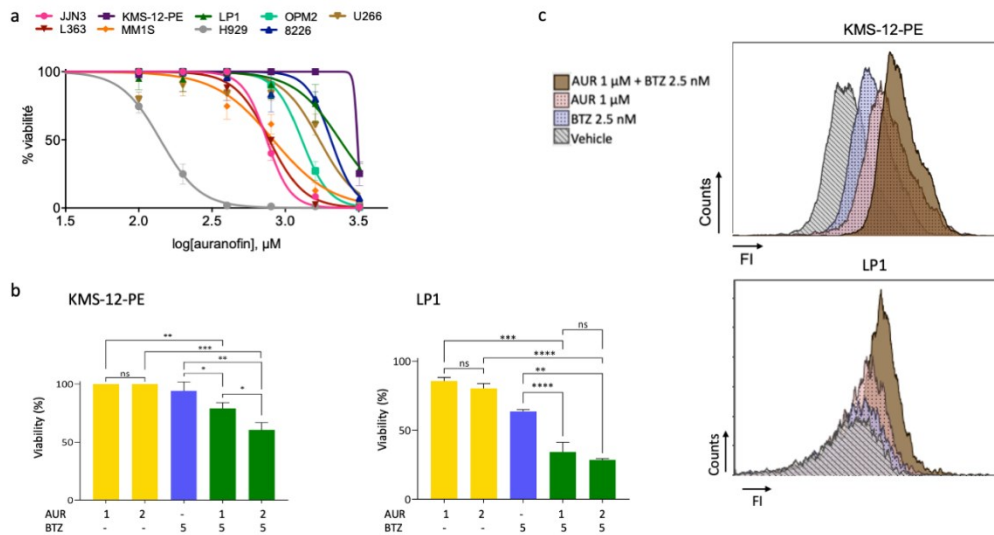 a
JJN3 KMS-12-PE LP1 OPM2 U266
L363 MM1S H929 8226
% viabilité
100
50
0
1.5 2.0 2.5 3.0 3.5
log[auranofin], µM
b
KMS-12-PE
**
***
**
ns * *
Viability (%)
100
50
0
AUR 1 2 - 1 2
BTZ - - 5 5 5
LP1
ns
***
****
ns **
****
Viability (%)
100
50
0
AUR 1 2 - 1 2
BTZ - - 5 5 5
c
KMS-12-PE
AUR 1 µM + BTZ 2.5 nM
AUR 1 µM
BTZ 2.5 nM
Vehicle
Counts
FI
LP1
Counts
FI